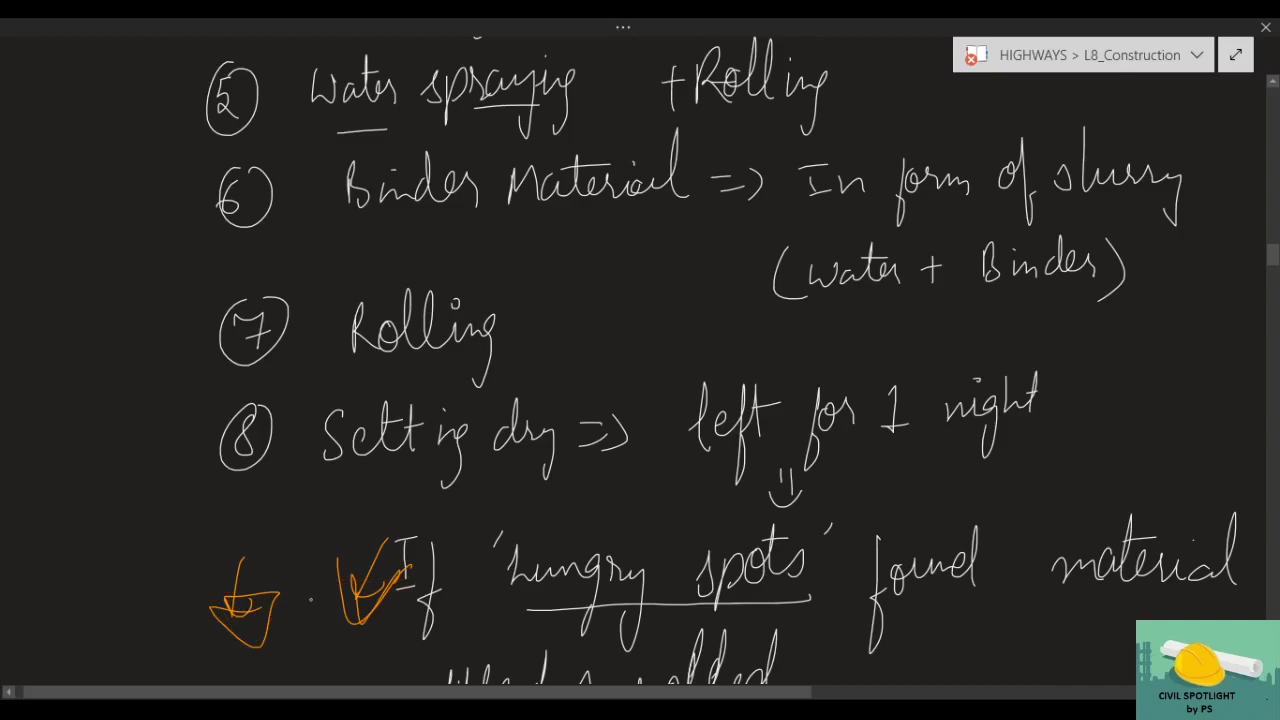 HIGHWAYS > L8_Construction
5 Water spraying + Rolling
6 Binder Material => In form of slurry
(Water + Binder)
7 Rolling
8 Setting dry => left for 1 night
If 'hungry spots' found material
added
CIVIL SPOTLIGHT
by PS